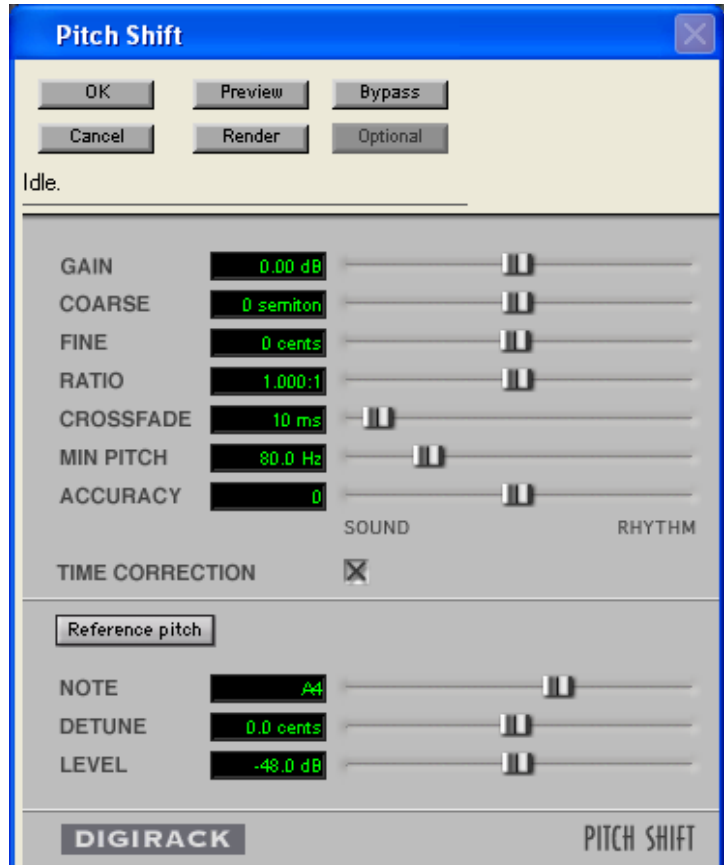 Pitch Shift
OK Preview Bypass
Cancel Render Optional
Idle.
GAIN 0.00 dB
COARSE 0 semiton
FINE 0 cents
RATIO 1.000:1
CROSSFADE 10 ms
MIN PITCH 80.0 Hz
ACCURACY 0
SOUND RHYTHM
TIME CORRECTION
Reference pitch
NOTE A4
DETUNE 0.0 cents
LEVEL -48.0 dB
DIGIRACK PITCH SHIFT